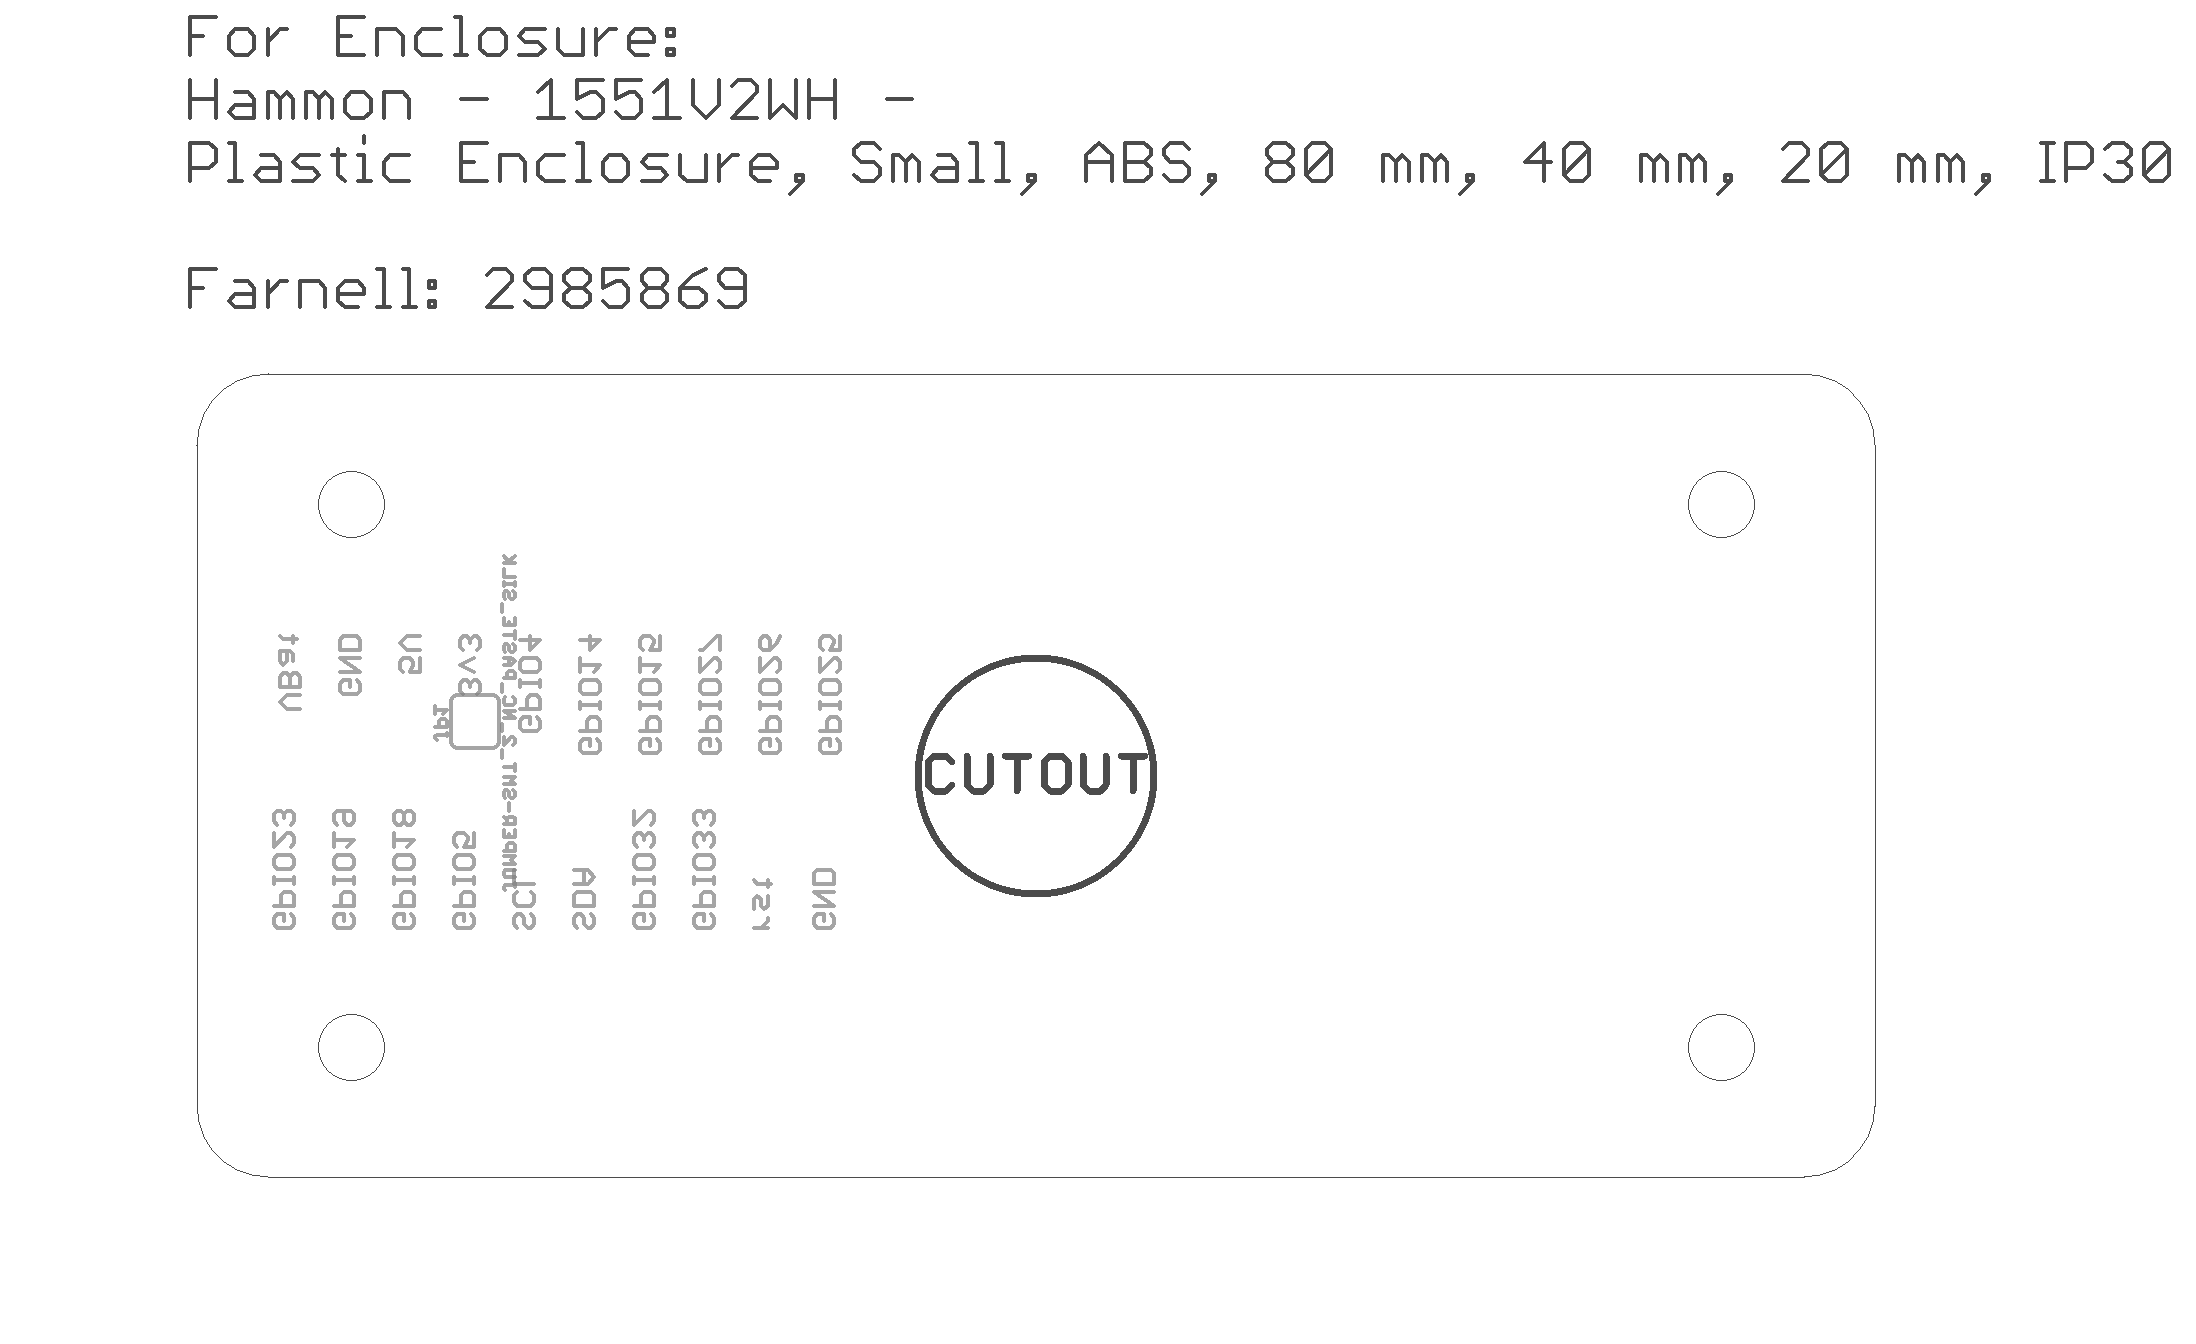 For Enclosure:
Hammon - 1551V2WH -
Plastic Enclosure, Small, ABS, 80 mm, 40 mm, 20 mm, IP30
Farnell: 2985869
VBat
GND
5V
3v3
JUMPER-SMT_2_NC_PASTE_SILK
GPIO4
GPIO14
GPIO15
GPIO27
GPIO26
GPIO25
JP1
CUTOUT
GPIO23
GPIO19
GPIO18
GPIO5
SCL
SDA
GPIO32
GPIO33
rst
GND